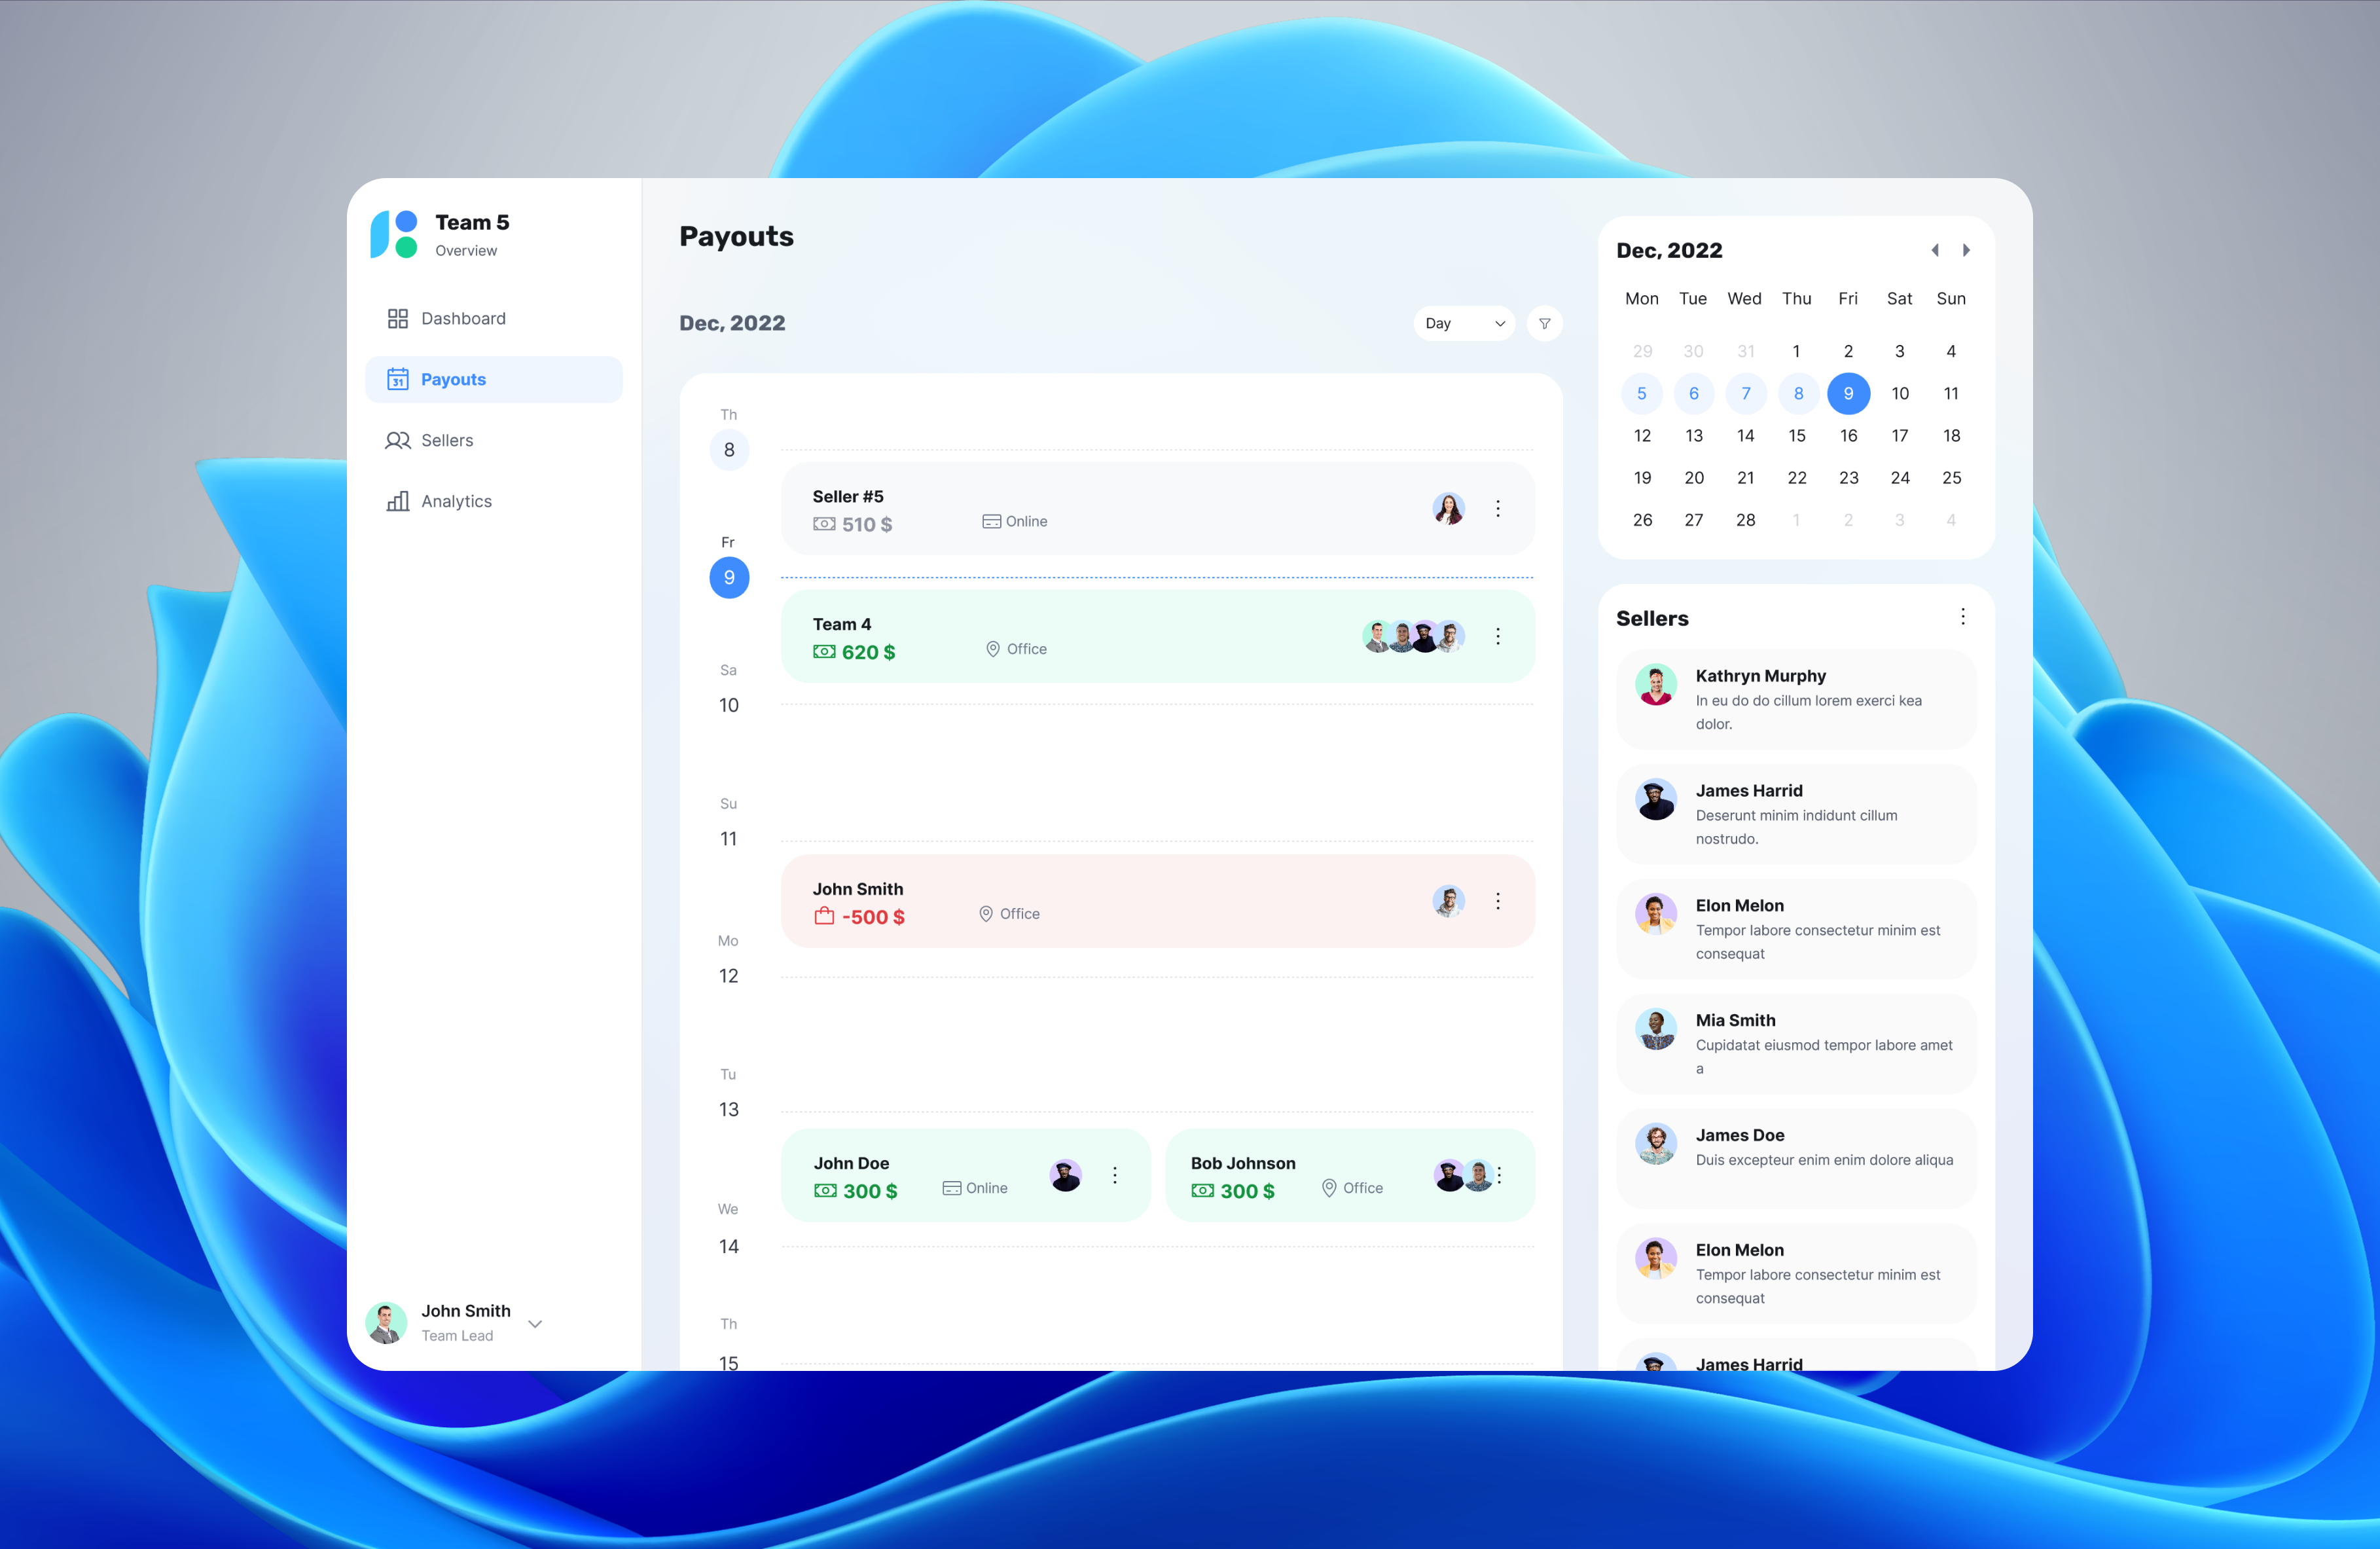 Team 5
Overview
Dashboard
31 Payouts
Sellers
Analytics
John Smith
Team Lead
Payouts
Dec, 2022
Day
Th
8
Seller #5
510 $ Online
Fr
9
Team 4
620 $ Office
Sa
10
Su
11
John Smith
-500 $ Office
Mo
12
Tu
13
John Doe
300 $ Online
Bob Johnson
300 $ Office
We
14
Th
15
Dec, 2022
Mon Tue Wed Thu Fri Sat Sun
29 30 31 1 2 3 4
5 6 7 8 9 10 11
12 13 14 15 16 17 18
19 20 21 22 23 24 25
26 27 28 1 2 3 4
Sellers
Kathryn Murphy
In eu do do cillum lorem exerci kea
dolor.
James Harrid
Deserunt minim indidunt cillum
nostrudo.
Elon Melon
Tempor labore consectetur minim est
consequat
Mia Smith
Cupidatat eiusmod tempor labore amet
a
James Doe
Duis excepteur enim enim dolore aliqua
Elon Melon
Tempor labore consectetur minim est
consequat
James Harrid